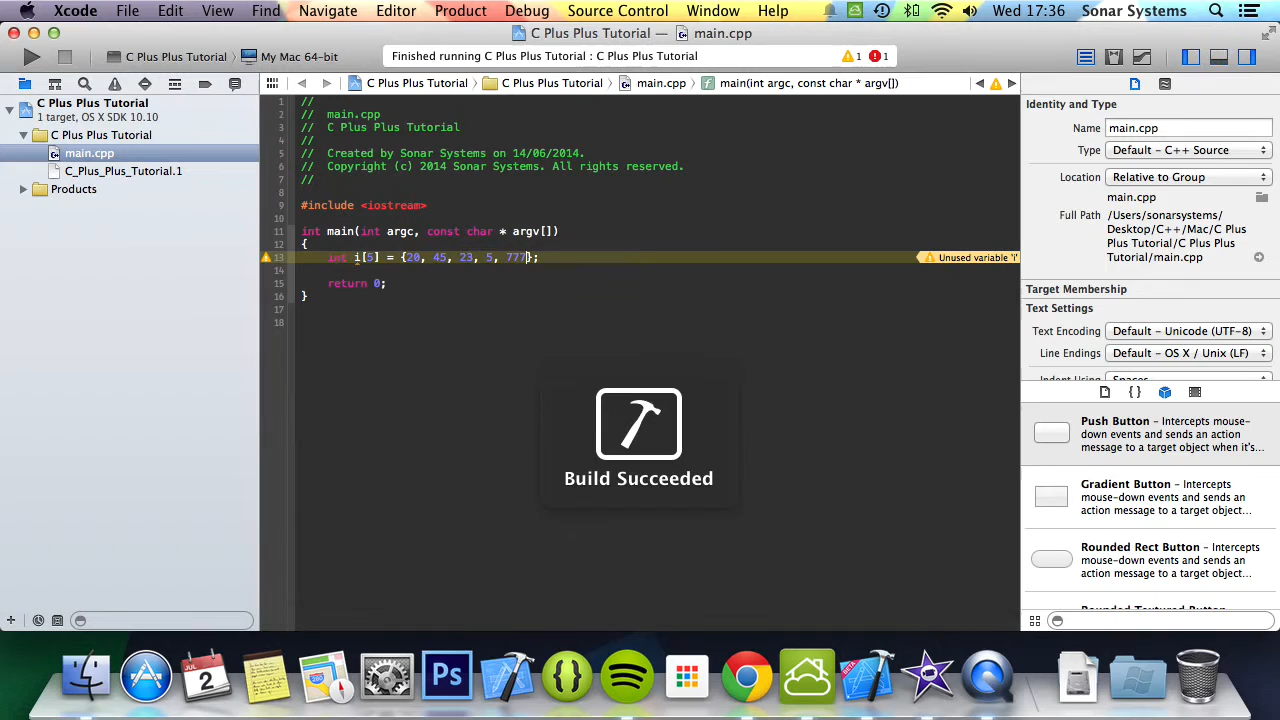 Xcode File Edit View Find Navigate Editor Product Debug Source Control Window Help Wed 17:36 Sonar Systems
C Plus Plus Tutorial — main.cpp
C Plus Plus Tutorial My Mac 64-bit Finished running C Plus Plus Tutorial : C Plus Plus Tutorial 1 1
C Plus Plus Tutorial C Plus Plus Tutorial main.cpp main(int argc, const char * argv[])
C Plus Plus Tutorial
1 target, OS X SDK 10.10
C Plus Plus Tutorial
main.cpp
C_Plus_Plus_Tutorial.1
Products
1 //
2 // main.cpp
3 // C Plus Plus Tutorial
4 //
5 // Created by Sonar Systems on 14/06/2014.
6 // Copyright (c) 2014 Sonar Systems. All rights reserved.
7 //
8
9 #include <iostream>
10
11 int main(int argc, const char * argv[])
12 {
13 int i[5] = {20, 45, 23, 5, 777}; Unused variable 'i'
14
15 return 0;
16 }
17
18
Build Succeeded
Identity and Type
Name main.cpp
Type Default - C++ Source
Location Relative to Group
main.cpp
Full Path /Users/sonarsystems/
Desktop/C++/Mac/C Plus
Plus Tutorial/C Plus Plus
Tutorial/main.cpp
Target Membership
Text Settings
Text Encoding Default - Unicode (UTF-8)
Line Endings Default - OS X / Unix (LF)
Indent Using Spaces
Push Button - Intercepts mouse-
down events and sends an
action message to a target object when it's...
Gradient Button - Intercepts
mouse-down events and sends an
action message to a target object...
Rounded Rect Button - Intercepts
mouse-down events and sends an
action message to a target object...
Rounded Textured Button
JUL
2
Ps